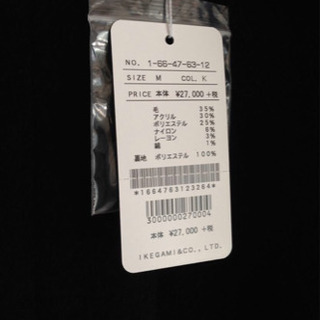 NO. 1-66-47-63-12
SIZE M COL. K
PRICE 本体 ¥27,000 +税
毛 35%
アクリル 30%
ポリエステル 25%
ナイロン 6%
レーヨン 3%
綿 1%
基地 ポリエステル 100%
*1664763123264*
3000000270004
本体 ¥27,000 +税
IKEGAMI&CO., LTD.